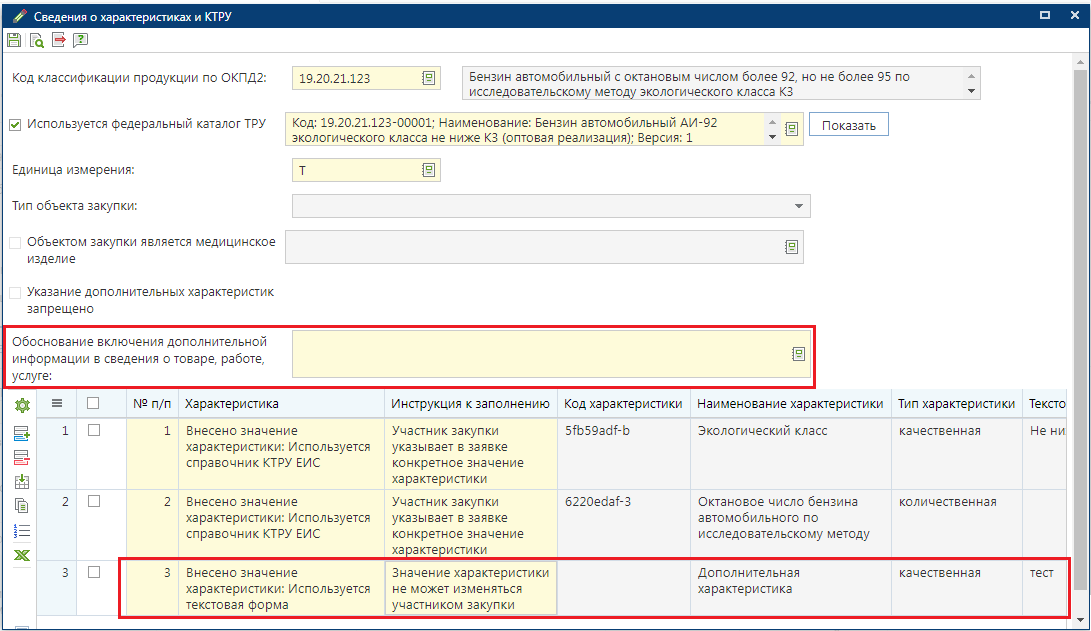 Сведения о характеристиках и КТРУ
Код классификации продукции по ОКПД2:
19.20.21.123
Бензин автомобильный с октановым числом более 92, но не более 95 по
исследовательскому методу экологического класса К3
Используется федеральный каталог ТРУ
Код: 19.20.21.123-00001; Наименование: Бензин автомобильный АИ-92
экологического класса не ниже К3 (оптовая реализация); Версия: 1
Показать
Единица измерения:
Т
Тип объекта закупки:
Объектом закупки является медицинское
изделие
Указание дополнительных характеристик
запрещено
Обоснование включения дополнительной
информации в сведения о товаре, работе,
услуге:
№ п/п Характеристика Инструкция к заполнению Код характеристики Наименование характеристики Тип характеристики Тексто
1 1 Внесено значение Участник закупки 5fb59adf-b Экологический класс качественная Не ни
характеристики: Используется указывает в заявке
справочник КТРУ ЕИС конкретное значение
характеристики
2 2 Внесено значение Участник закупки 6220edaf-3 Октановое число бензина количественная
характеристики: Используется указывает в заявке автомобильного по
справочник КТРУ ЕИС конкретное значение исследовательскому методу
характеристики
3 3 Внесено значение Значение характеристики Дополнительная качественная тест
характеристики: Используется не может изменяться характеристика
текстовая форма участником закупки